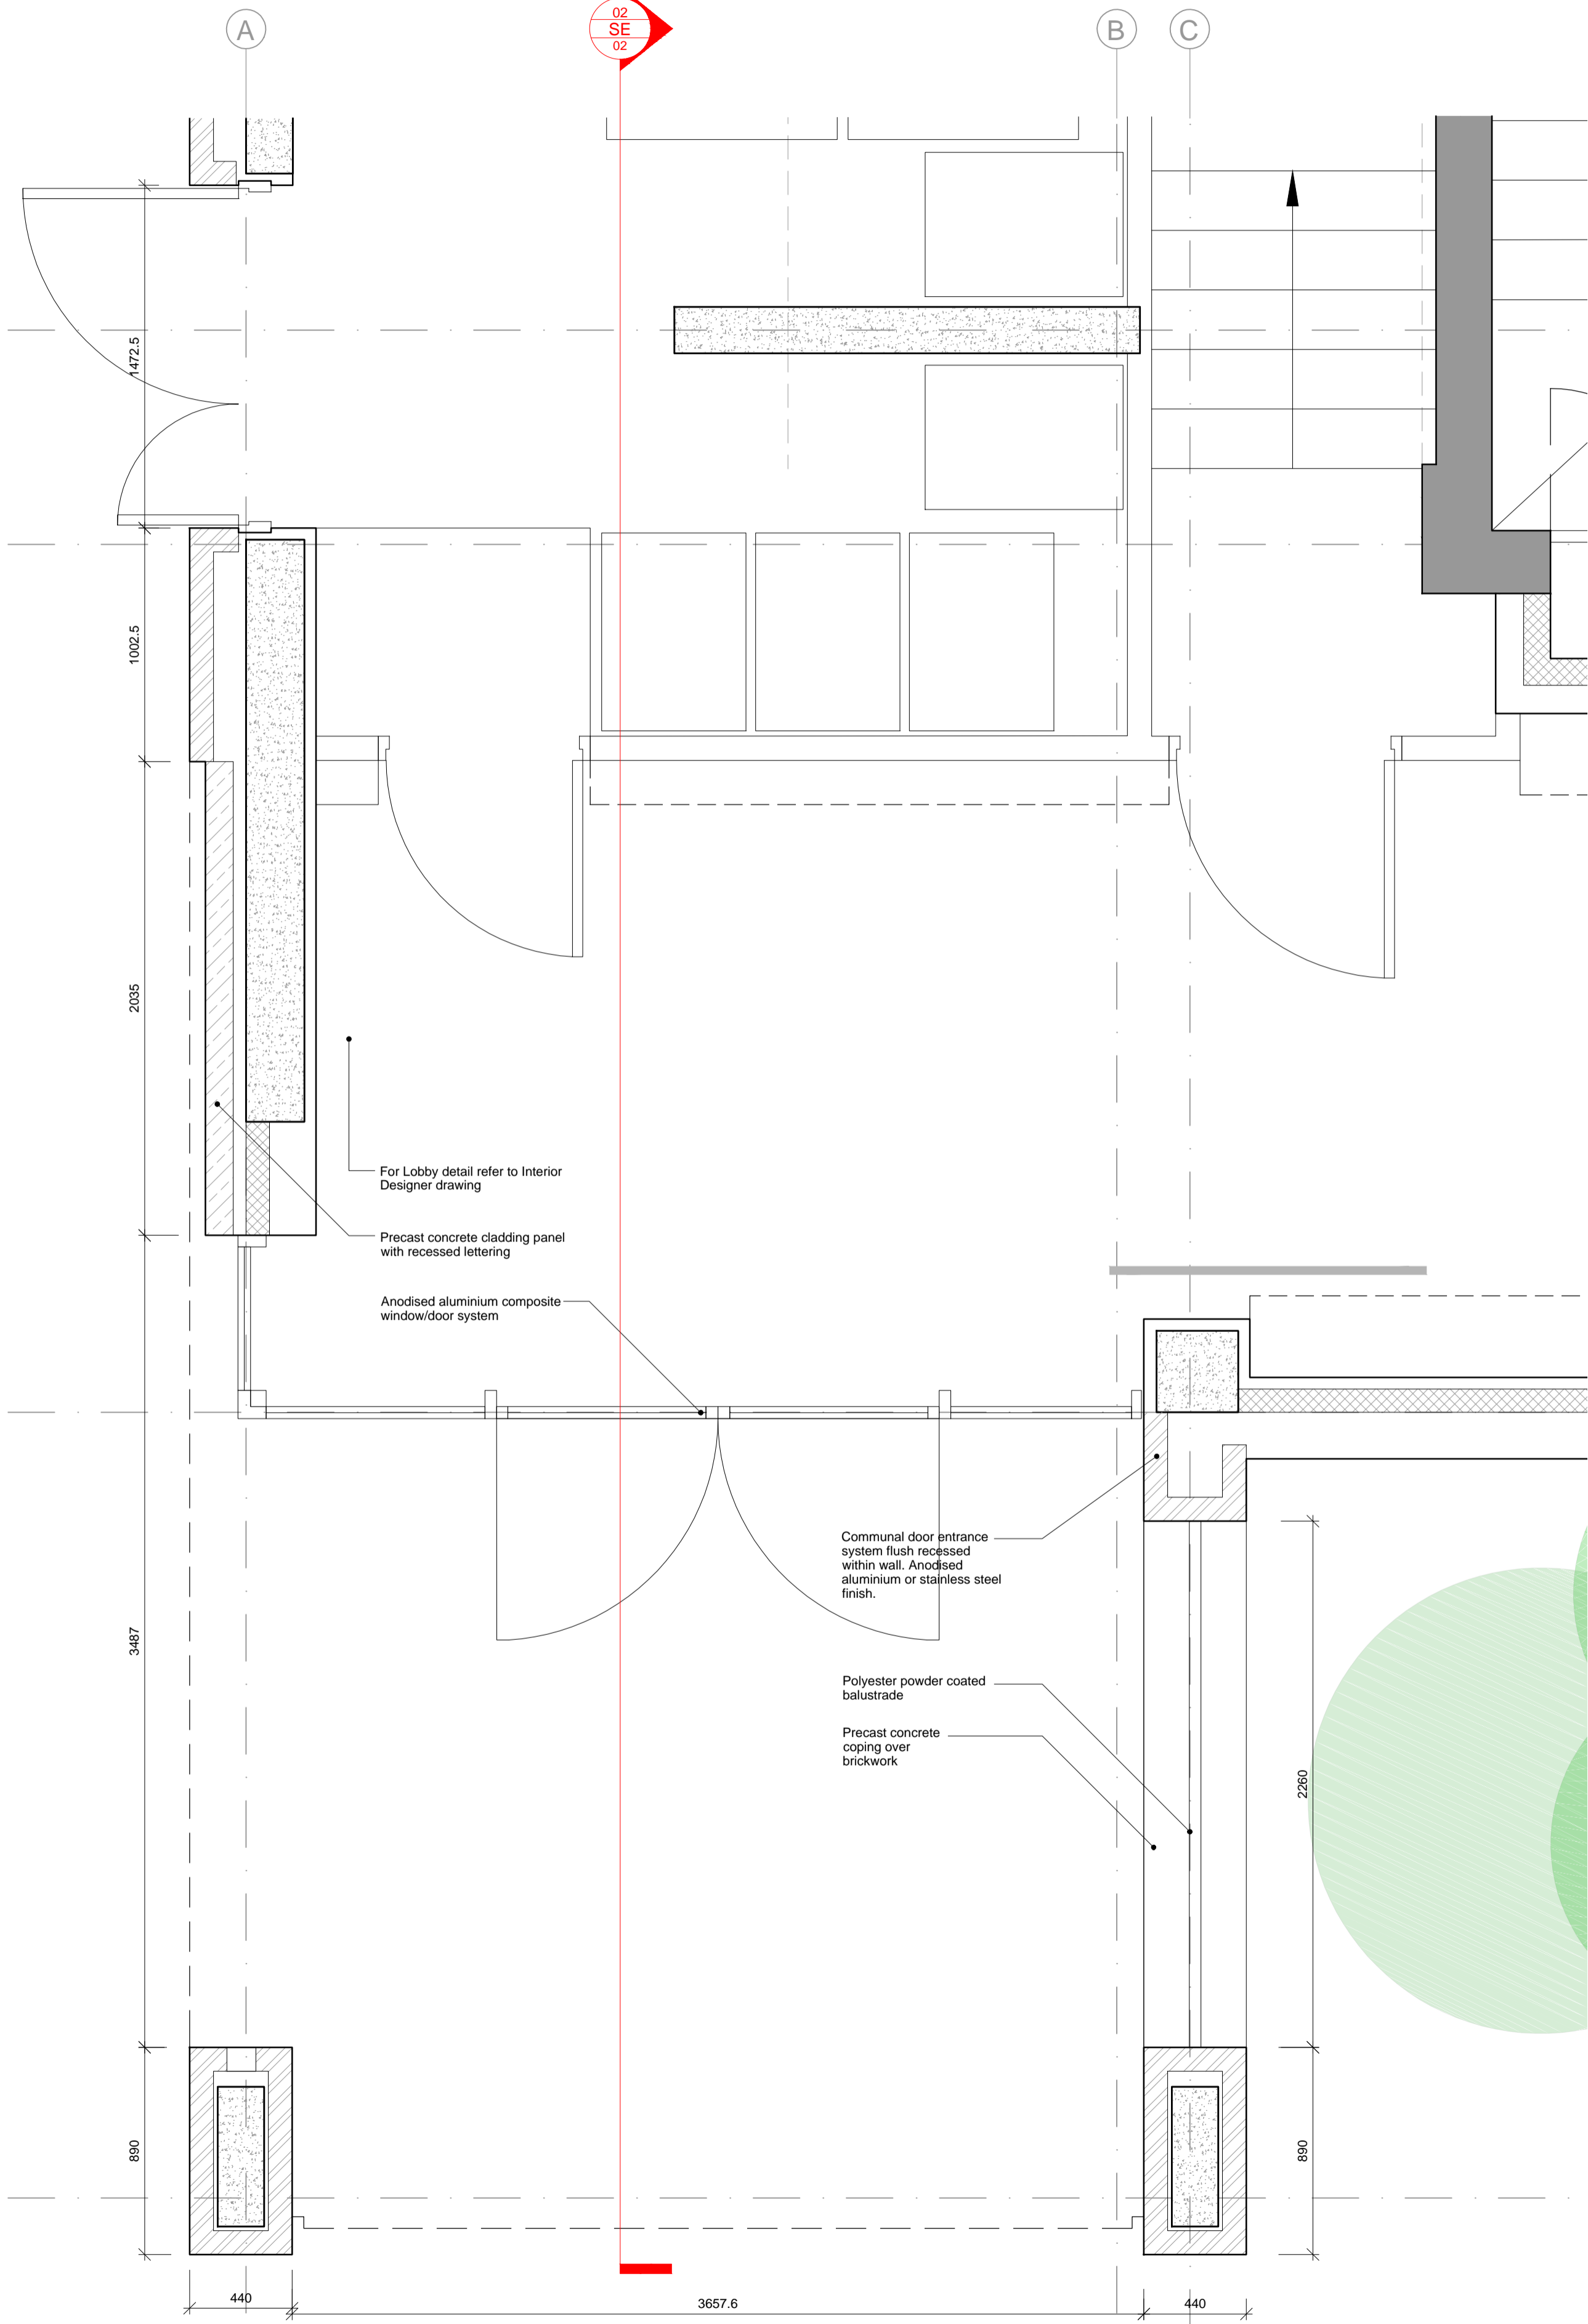 A
02
SE
02
B
C
1472.5
1002.5
2035
For Lobby detail refer to Interior
Designer drawing
Precast concrete cladding panel
with recessed lettering
Anodised aluminium composite
window/door system
Communal door entrance
system flush recessed
within wall. Anodised
aluminium or stainless steel
finish.
3487
Polyester powder coated
balustrade
Precast concrete
coping over
brickwork
2260
890
890
440
3657.6
440